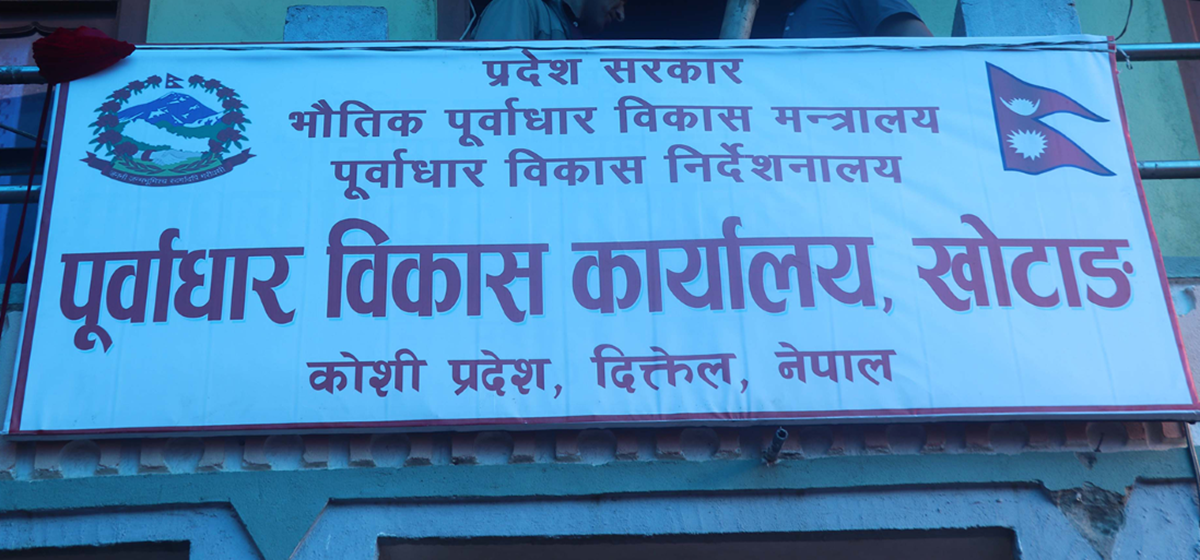 प्रदेश सरकार
भौतिक पूर्वाधार विकास मन्त्रालय
पूर्वाधार विकास निर्देशनालय
पूर्वाधार विकास कार्यालय, खोटाङ
कोशी प्रदेश, दिक्तेल, नेपाल